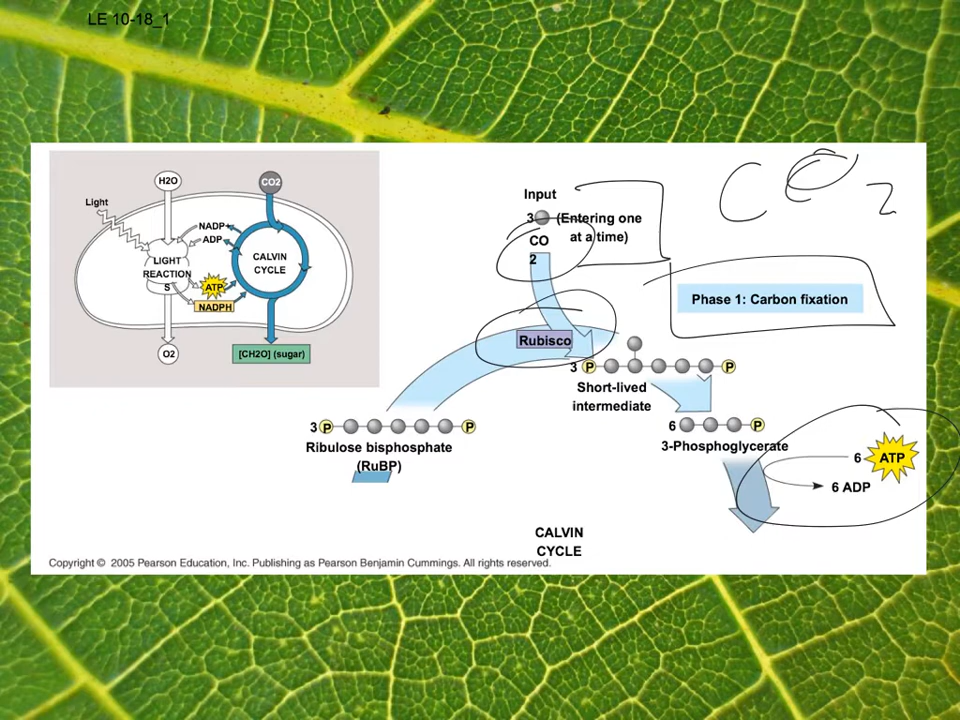 LE 10-18_1
H2O
CO2
Light
NADP+
ADP
LIGHT
REACTION
S
CALVIN
CYCLE
ATP
NADPH
O2
[CH2O] (sugar)
Input
3 (Entering one
at a time)
CO
2
CO2
Phase 1: Carbon fixation
Rubisco
3 P P
Short-lived
intermediate
3 P P
Ribulose bisphosphate
(RuBP)
6 P
3-Phosphoglycerate
6 ATP
6 ADP
CALVIN
CYCLE
Copyright © 2005 Pearson Education, Inc. Publishing as Pearson Benjamin Cummings. All rights reserved.